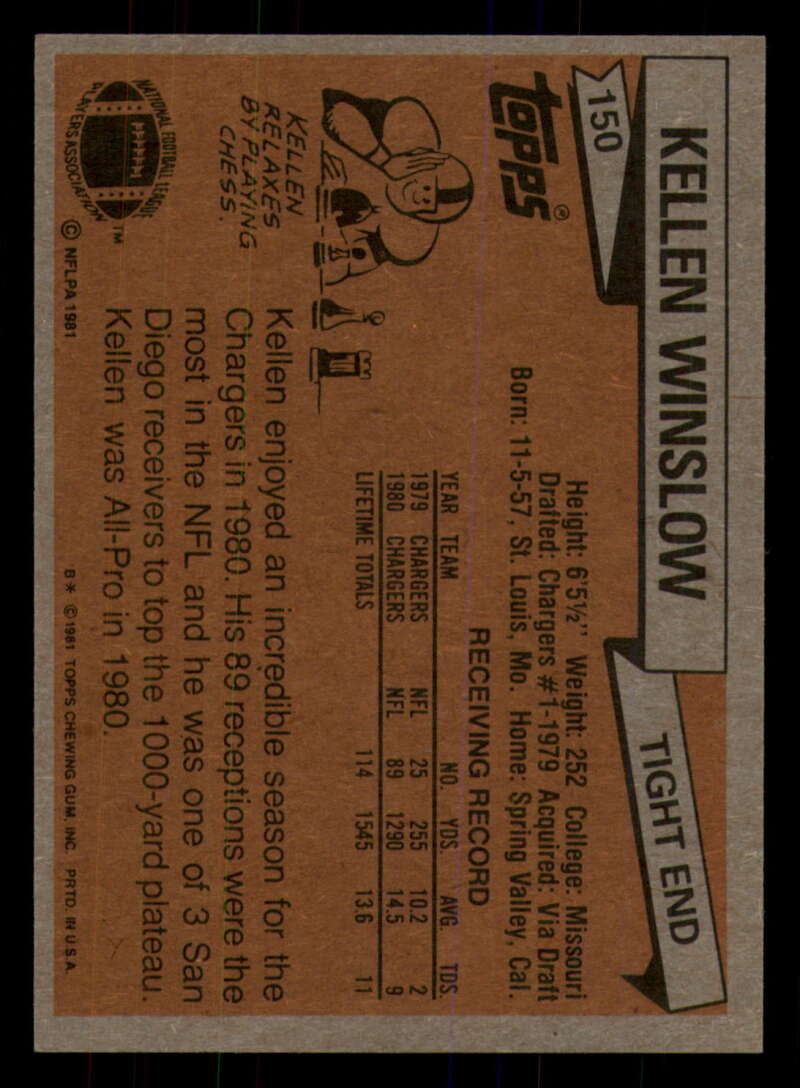 KELLEN WINSLOW
TIGHT END
150
TOPPS®
Height: 6'5½" Weight: 252 College: Missouri
Drafted: Chargers #1-1979 Acquired: Via Draft
Born: 11-5-57, St. Louis, Mo. Home: Spring Valley, Cal.
RECEIVING RECORD
YEAR TEAM NO. YDS. AVG. TDS.
1979 CHARGERS NFL 25 255 10.2 2
1980 CHARGERS NFL 89 1290 14.5 9
LIFETIME TOTALS 114 1545 13.6 11
KELLEN
RELAXES
BY PLAYING
CHESS.
Kellen enjoyed an incredible season for the
Chargers in 1980. His 89 receptions were the
most in the NFL and he was one of 3 San
Diego receivers to top the 1000-yard plateau.
Kellen was All-Pro in 1980.
NATIONAL FOOTBALL LEAGUE
PLAYERS ASSOCIATION
™
© NFLPA 1981
B* © 1981 TOPPS CHEWING GUM, INC. PRTD. IN U.S.A.